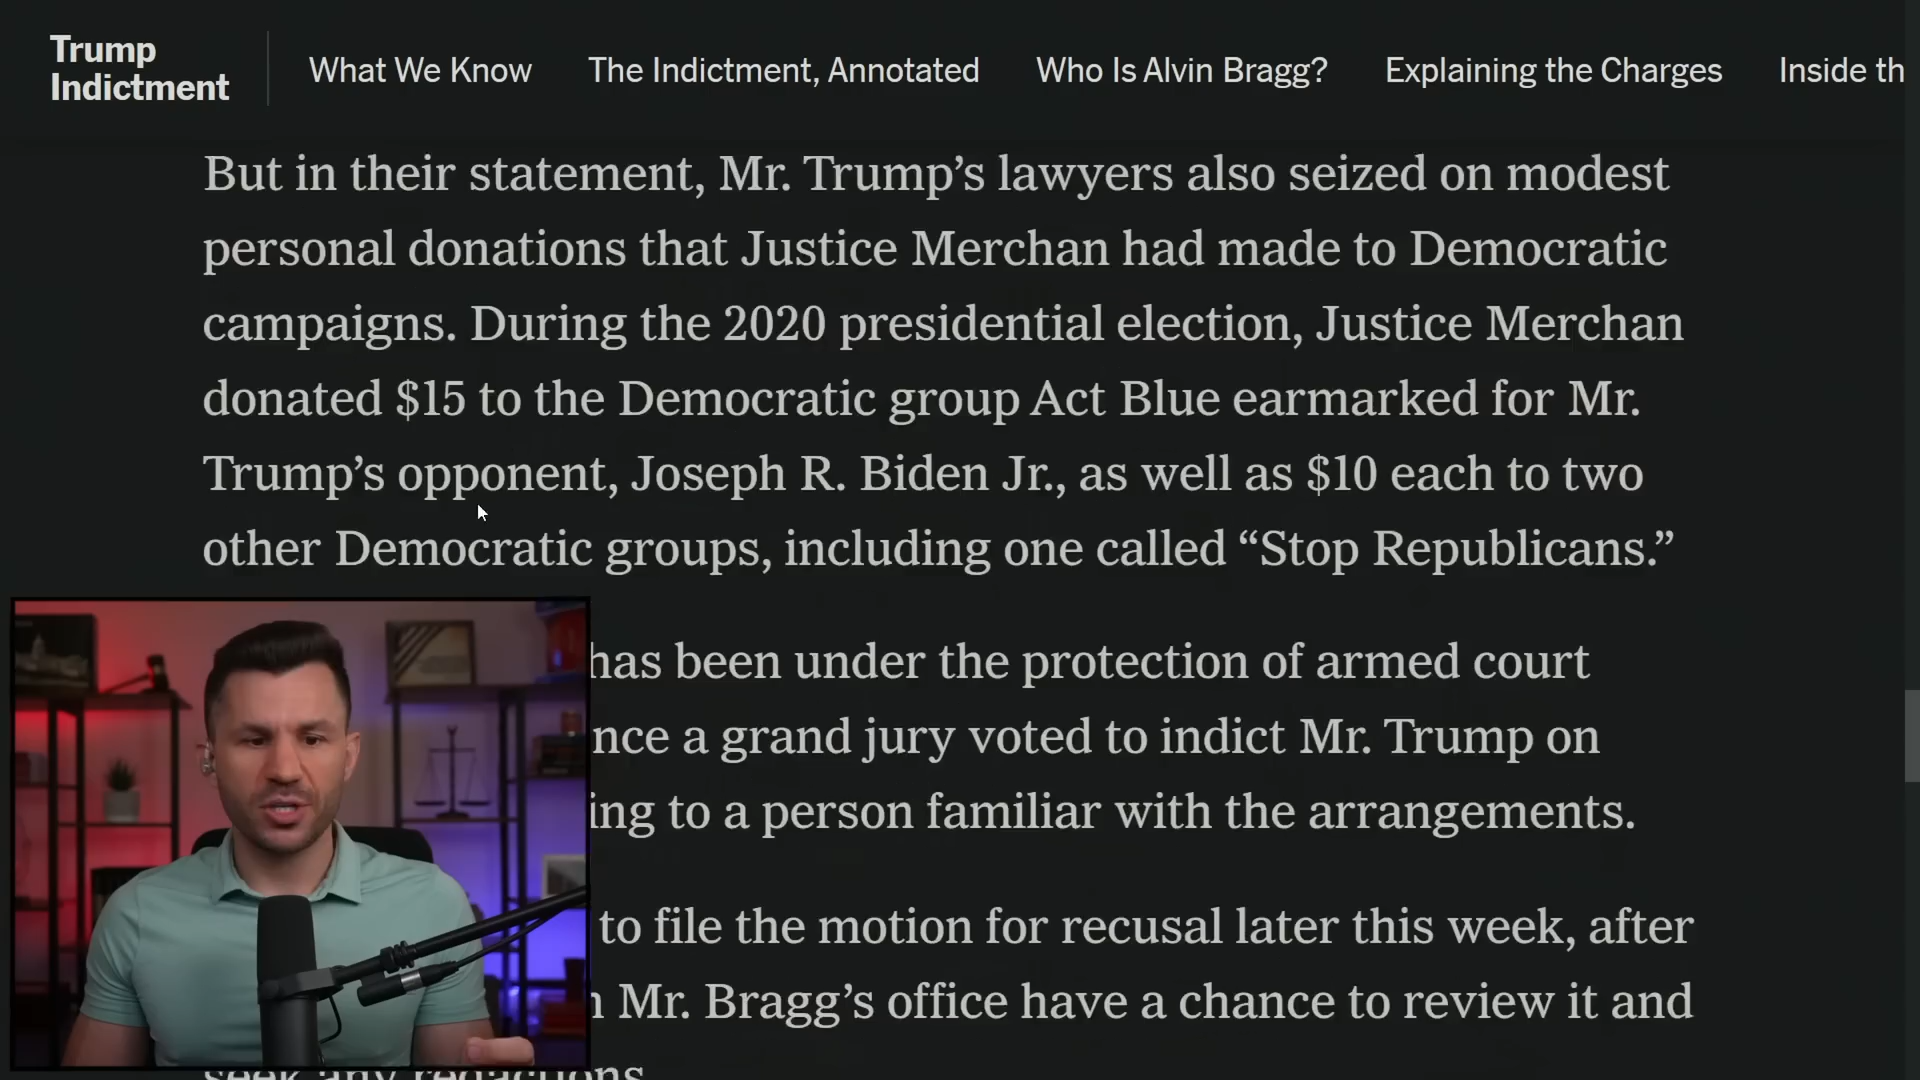 Trump
Indictment
What We Know
The Indictment, Annotated
Who Is Alvin Bragg?
Explaining the Charges
Inside th
But in their statement, Mr. Trump’s lawyers also seized on modest
personal donations that Justice Merchan had made to Democratic
campaigns. During the 2020 presidential election, Justice Merchan
donated $15 to the Democratic group Act Blue earmarked for Mr.
Trump’s opponent, Joseph R. Biden Jr., as well as $10 each to two
other Democratic groups, including one called “Stop Republicans.”
has been under the protection of armed court
nce a grand jury voted to indict Mr. Trump on
ing to a person familiar with the arrangements.
to file the motion for recusal later this week, after
n Mr. Bragg’s office have a chance to review it and
seek any redactions.